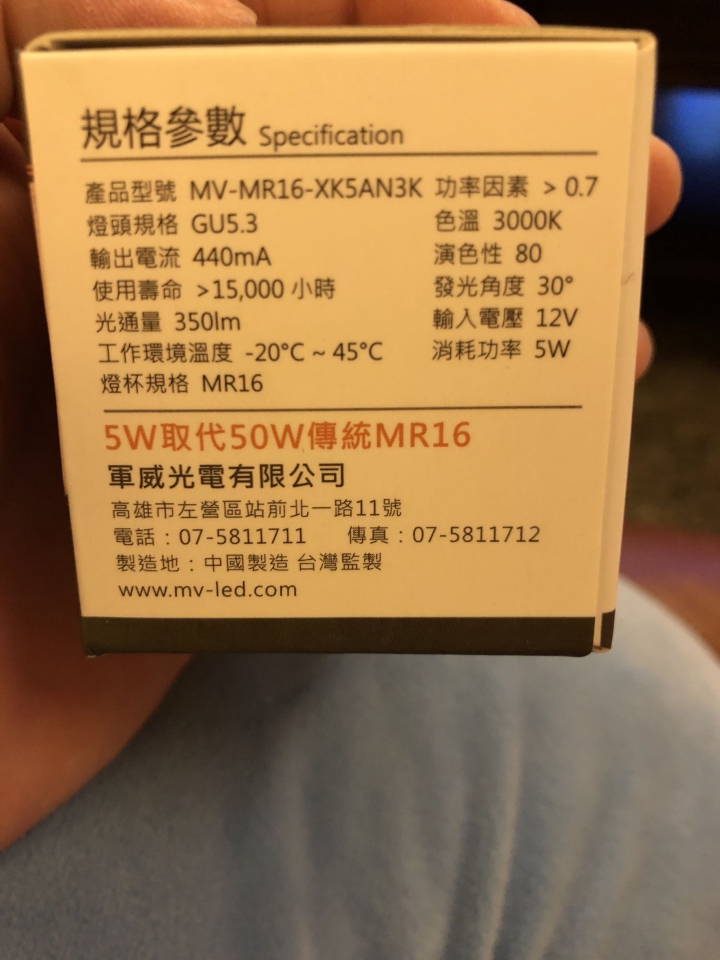 規格參數 Specification
產品型號 MV-MR16-XK5AN3K 功率因素 > 0.7
燈頭規格 GU5.3 色溫 3000K
輸出電流 440mA 演色性 80
使用壽命 >15,000 小時 發光角度 30°
光通量 350lm 輸入電壓 12V
工作環境溫度 -20°C ~ 45°C 消耗功率 5W
燈杯規格 MR16
5W取代50W傳統MR16
軍威光電有限公司
高雄市左營區站前北一路11號
電話：07-5811711 傳真：07-5811712
製造地：中國製造 台灣監製
www.mv-led.com